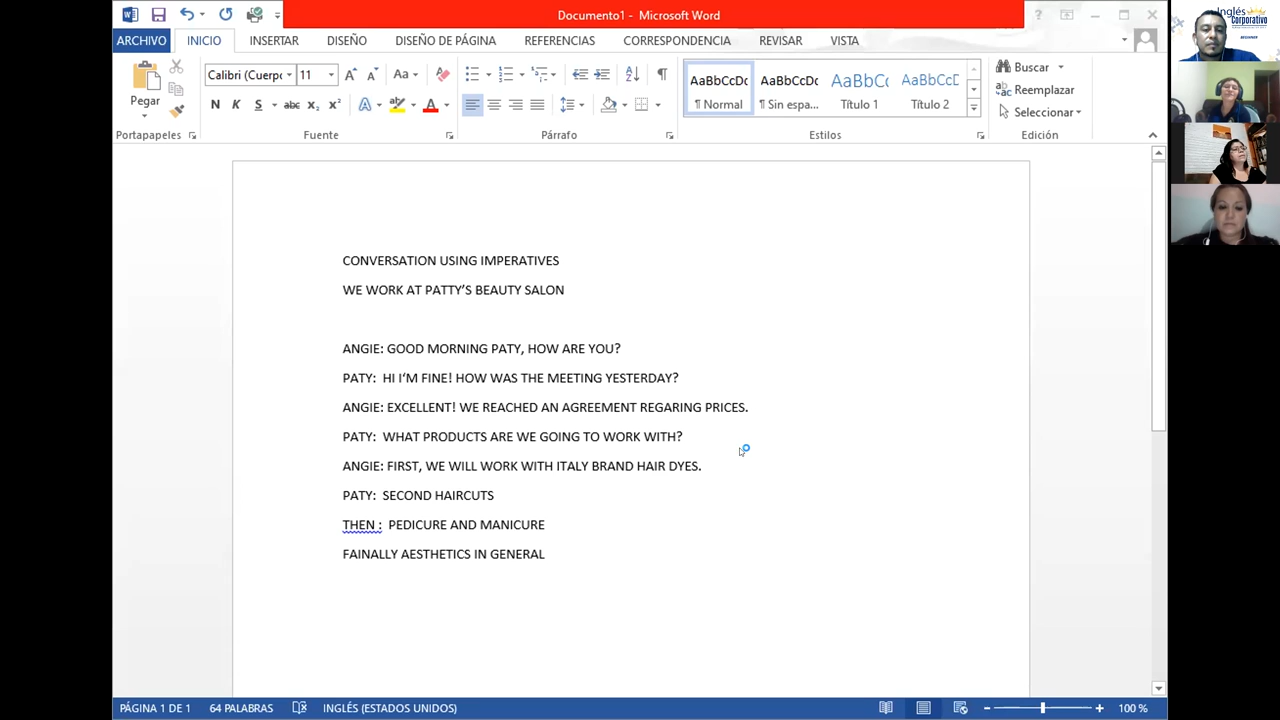 Documento1 - Microsoft Word
ARCHIVO INICIO INSERTAR DISEÑO DISEÑO DE PÁGINA REFERENCIAS CORRESPONDENCIA REVISAR VISTA
Inglés
Corporativo
Pegar
Calibri (Cuerpo 11
Aa
N K S abc x₂ x²
AaBbCcDc AaBbCcDc AaBbCc AaBbCcD
¶ Normal ¶ Sin espa... Título 1 Título 2
Buscar
Reemplazar
Seleccionar
Portapapeles Fuente Párrafo Estilos Edición
CONVERSATION USING IMPERATIVES
WE WORK AT PATTY'S BEAUTY SALON
ANGIE: GOOD MORNING PATY, HOW ARE YOU?
PATY: HI I'M FINE! HOW WAS THE MEETING YESTERDAY?
ANGIE: EXCELLENT! WE REACHED AN AGREEMENT REGARING PRICES.
PATY: WHAT PRODUCTS ARE WE GOING TO WORK WITH?
ANGIE: FIRST, WE WILL WORK WITH ITALY BRAND HAIR DYES.
PATY: SECOND HAIRCUTS
THEN : PEDICURE AND MANICURE
FAINALLY AESTHETICS IN GENERAL
PÁGINA 1 DE 1 64 PALABRAS INGLÉS (ESTADOS UNIDOS) 100 %